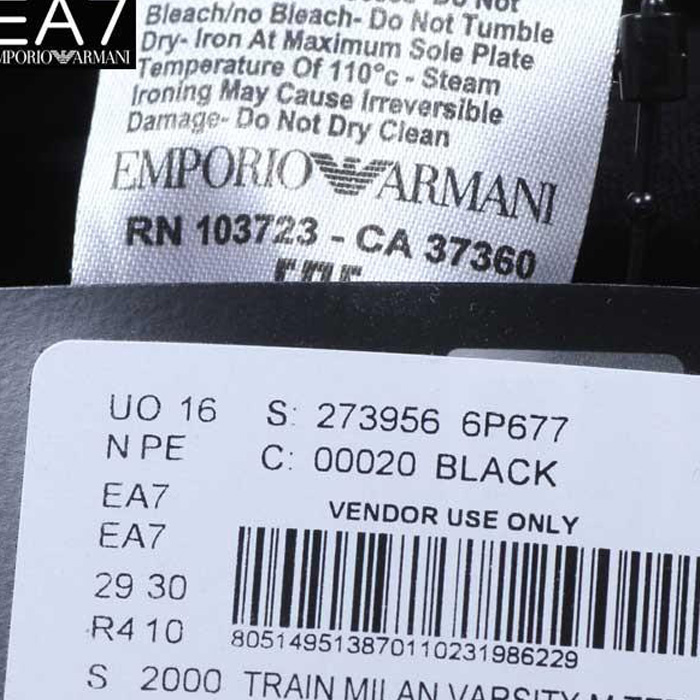 EA7
EMPORIO ARMANI
Bleach/no Bleach- Do Not Tumble
Dry- Iron At Maximum Sole Plate
Temperature Of 110°c - Steam
Ironing May Cause Irreversible
Damage- Do Not Dry Clean
EMPORIO ARMANI
RN 103723 - CA 37360
UO 16 S: 273956 6P677
N PE C: 00020 BLACK
EA7
EA7
VENDOR USE ONLY
29 30
R4 10
805149513870110231986229
S 2000 TRAIN MILAN VARSITY M